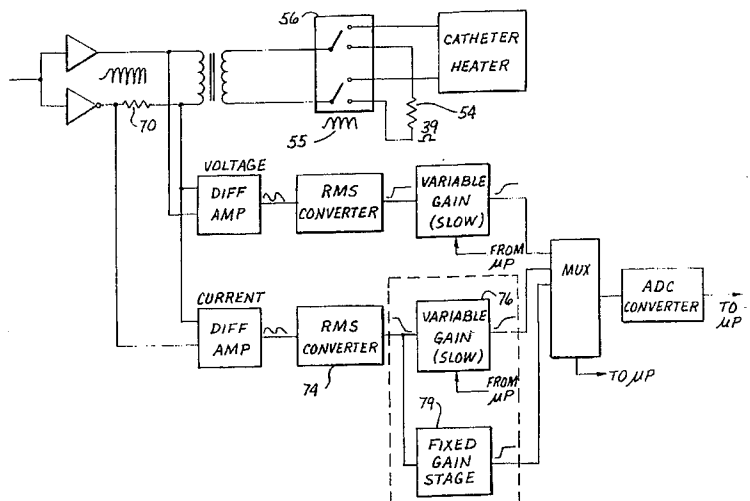 56
CATHETER
HEATER
70
55
54
39
Ω
VOLTAGE
DIFF
AMP
RMS
CONVERTER
VARIABLE
GAIN
(SLOW)
FROM
μP
MUX
ADC
CONVERTER
TO
μP
CURRENT
DIFF
AMP
RMS
CONVERTER
74
76
VARIABLE
GAIN
(SLOW)
FROM
μP
TO μP
79
FIXED
GAIN
STAGE